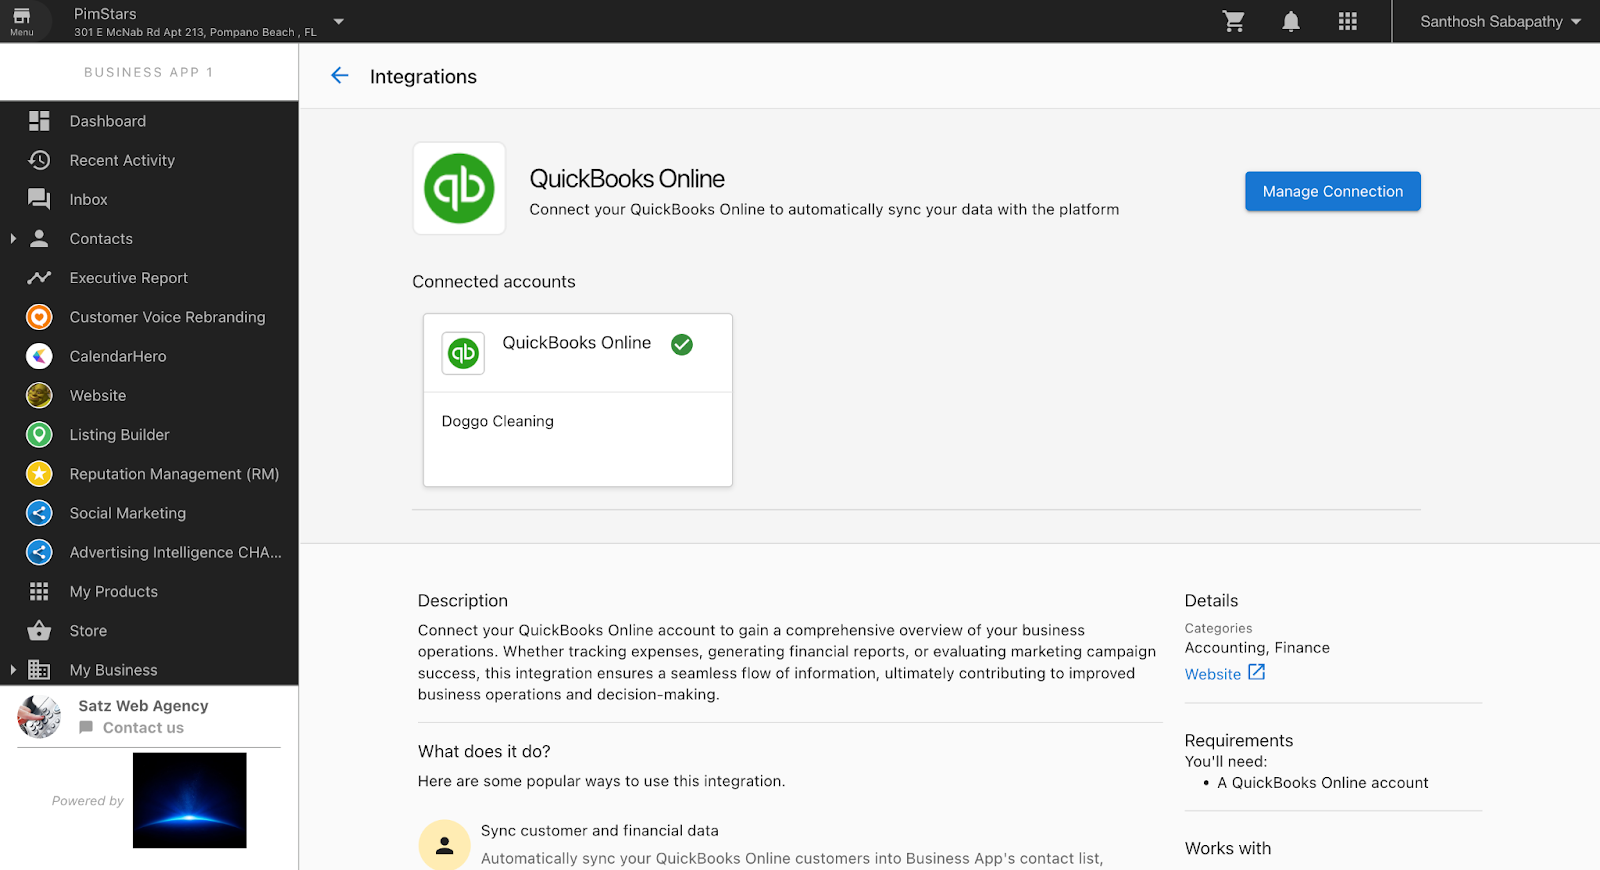 Menu
PimStars
301 E McNab Rd Apt 213, Pompano Beach , FL
Santhosh Sabapathy
BUSINESS APP 1
Dashboard
Recent Activity
Inbox
Contacts
Executive Report
Customer Voice Rebranding
CalendarHero
Website
Listing Builder
Reputation Management (RM)
Social Marketing
Advertising Intelligence CHA...
My Products
Store
My Business
Satz Web Agency
Contact us
Powered by
Integrations
qb
QuickBooks Online
Connect your QuickBooks Online to automatically sync your data with the platform
Manage Connection
Connected accounts
qb
QuickBooks Online
Doggo Cleaning
Description
Connect your QuickBooks Online account to gain a comprehensive overview of your business
operations. Whether tracking expenses, generating financial reports, or evaluating marketing campaign
success, this integration ensures a seamless flow of information, ultimately contributing to improved
business operations and decision-making.
What does it do?
Here are some popular ways to use this integration.
Sync customer and financial data
Automatically sync your QuickBooks Online customers into Business App's contact list,
Details
Categories
Accounting, Finance
Website
Requirements
You'll need:
• A QuickBooks Online account
Works with